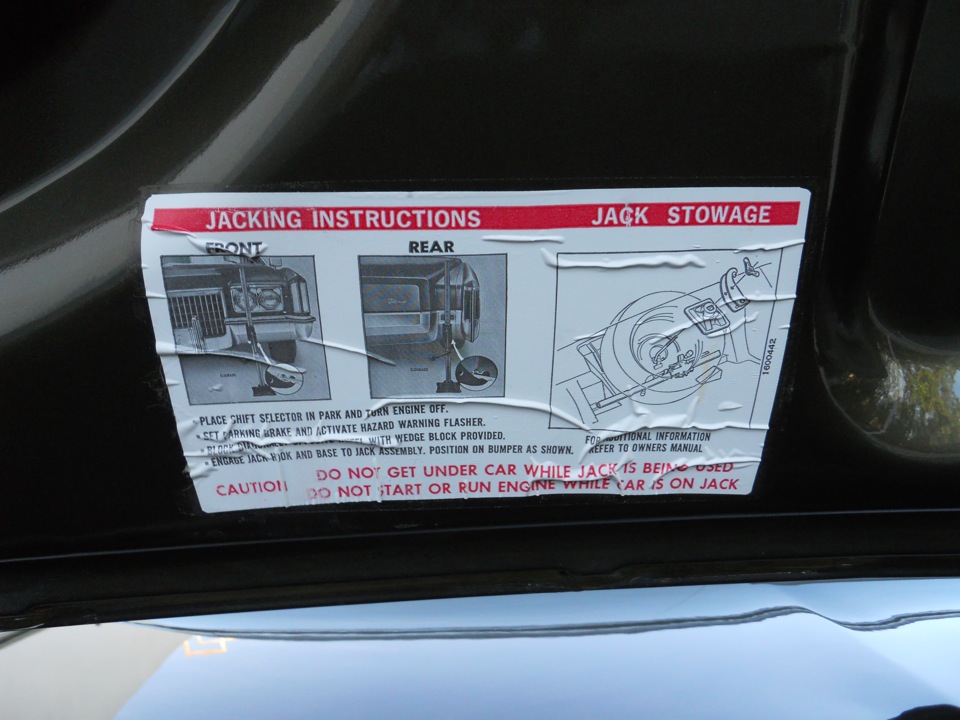 JACKING INSTRUCTIONS
JACK STOWAGE
FRONT
REAR
1600442
• PLACE SHIFT SELECTOR IN PARK AND TURN ENGINE OFF.
• SET PARKING BRAKE AND ACTIVATE HAZARD WARNING FLASHER.
• BLOCK WITH WEDGE BLOCK PROVIDED.
• ENGAGE JACK HOOK AND BASE TO JACK ASSEMBLY. POSITION ON BUMPER AS SHOWN.
FOR ADDITIONAL INFORMATION
REFER TO OWNERS MANUAL
CAUTION
DO NOT GET UNDER CAR WHILE JACK IS BEING USED
DO NOT START OR RUN ENGINE WHILE CAR IS ON JACK